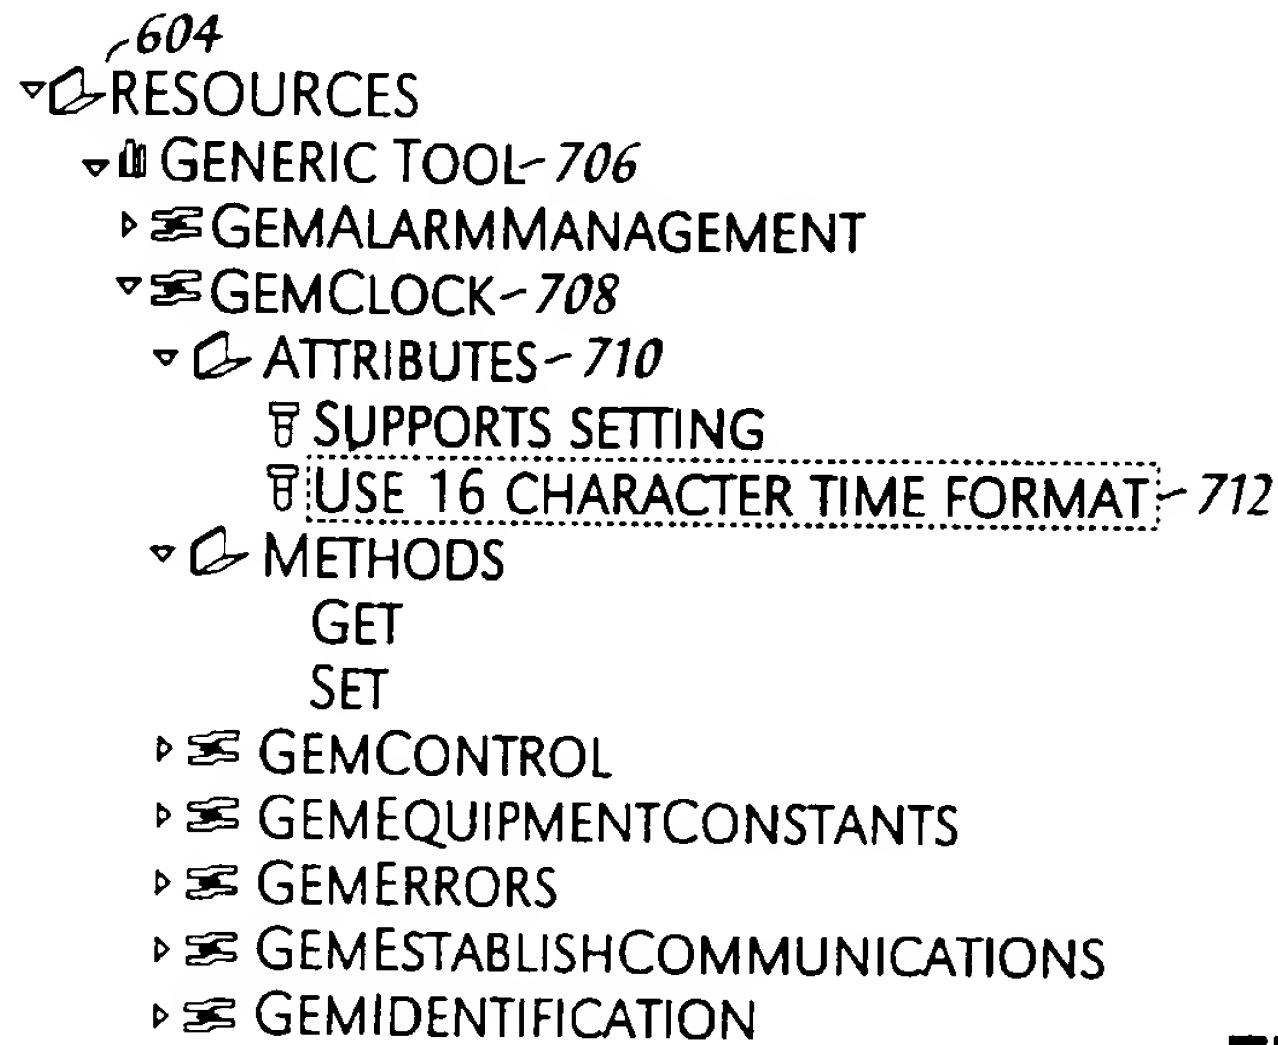 604
RESOURCES
GENERIC TOOL 706
GEMALARMMANAGEMENT
GEMCLOCK 708
ATTRIBUTES 710
SUPPORTS SETTING
USE 16 CHARACTER TIME FORMAT 712
METHODS
GET
SET
GEMCONTROL
GEMEQUIPMENTCONSTANTS
GEMERRORS
GEMESTABLISHCOMMUNICATIONS
GEMIDENTIFICATION